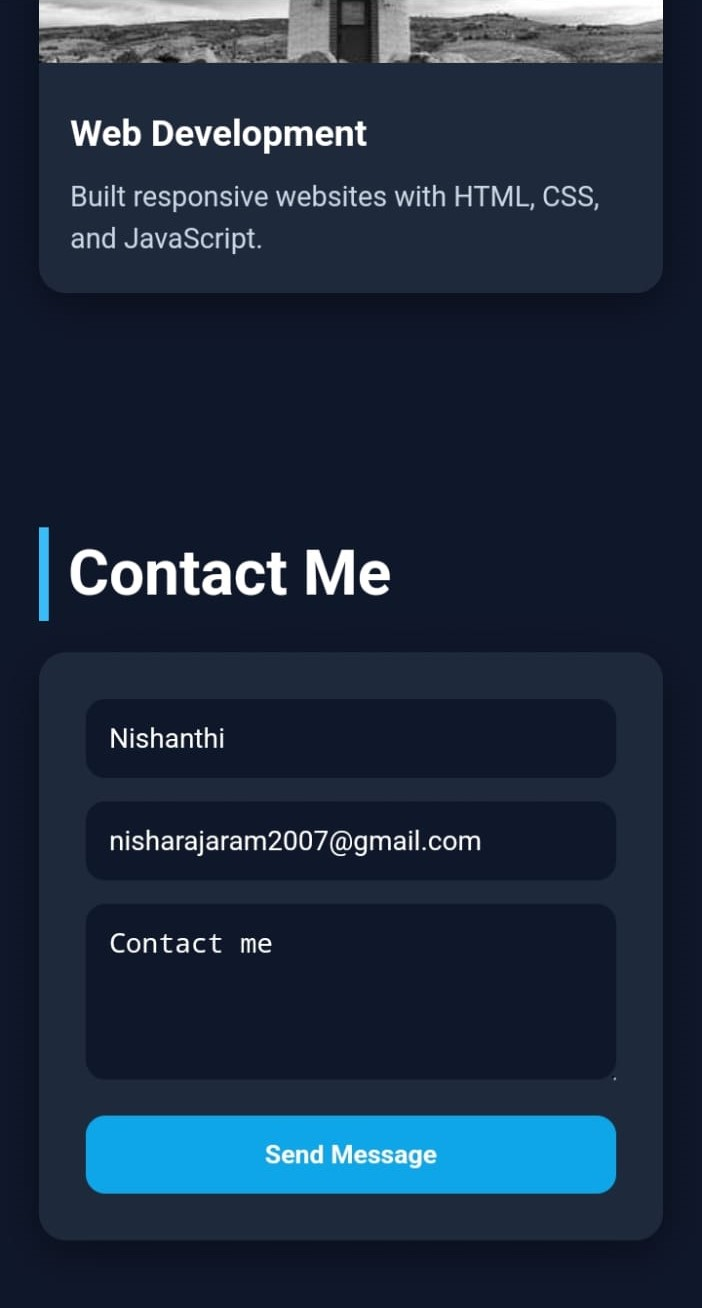 Web Development
Built responsive websites with HTML, CSS,
and JavaScript.
Contact Me
Nishanthi
nisharajaram2007@gmail.com
Contact me
Send Message